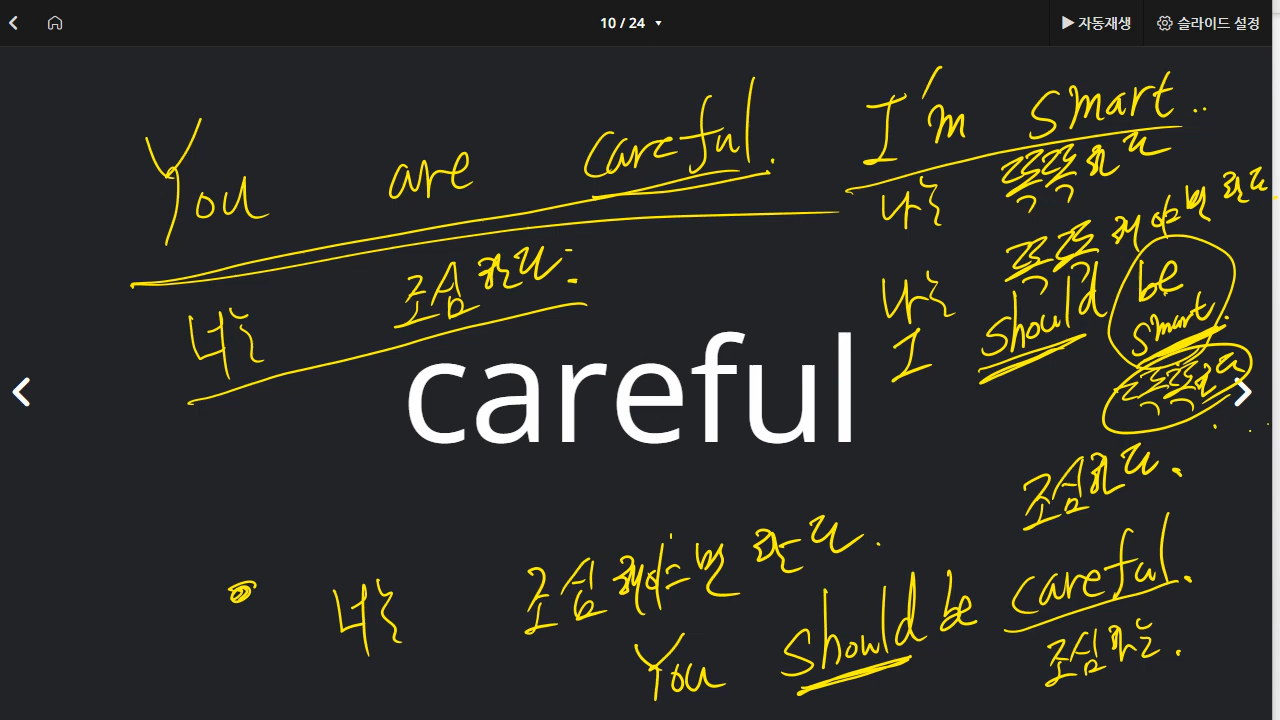 10 / 24
자동재생
슬라이드 설정
You are careful.
너는 조심한다.
I'm smart..
나는 똑똑하다
나는 똑똑해야만 한다
I should be smart.
똑똑하다
careful
조심하다.
너는 조심해야만 한다.
You should be careful.
조심하는.